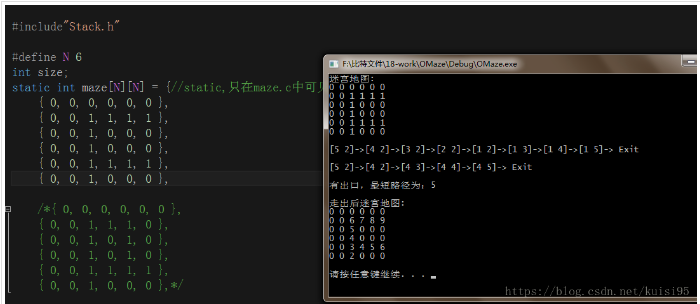 #include"Stack.h"
#define N 6
int size;
static int maze[N][N] = {//static,只在maze.c中可见
{ 0, 0, 0, 0, 0, 0 },
{ 0, 0, 1, 1, 1, 1 },
{ 0, 0, 1, 0, 0, 0 },
{ 0, 0, 1, 0, 0, 0 },
{ 0, 0, 1, 1, 1, 1 },
{ 0, 0, 1, 0, 0, 0 },
/*{ 0, 0, 0, 0, 0, 0 },
{ 0, 0, 1, 1, 1, 0 },
{ 0, 0, 1, 0, 1, 0 },
{ 0, 0, 1, 0, 1, 0 },
{ 0, 0, 1, 1, 1, 1 },
{ 0, 0, 1, 0, 0, 0 },*/
F:\比特文件\18-work\OMaze\Debug\OMaze.exe
迷宫地图:
0 0 0 0 0 0
0 0 1 1 1 1
0 0 1 0 0 0
0 0 1 0 0 0
0 0 1 1 1 1
0 0 1 0 0 0
[5 2]->[4 2]->[3 2]->[2 2]->[1 2]->[1 3]->[1 4]->[1 5]-> Exit
[5 2]->[4 2]->[4 3]->[4 4]->[4 5]-> Exit
有出口，最短路径为：5
走出后迷宫地图:
0 0 0 0 0 0
0 0 6 7 8 9
0 0 5 0 0 0
0 0 4 0 0 0
0 0 3 4 5 6
0 0 2 0 0 0
请按任意键继续. . .
https://blog.csdn.net/kuisi95